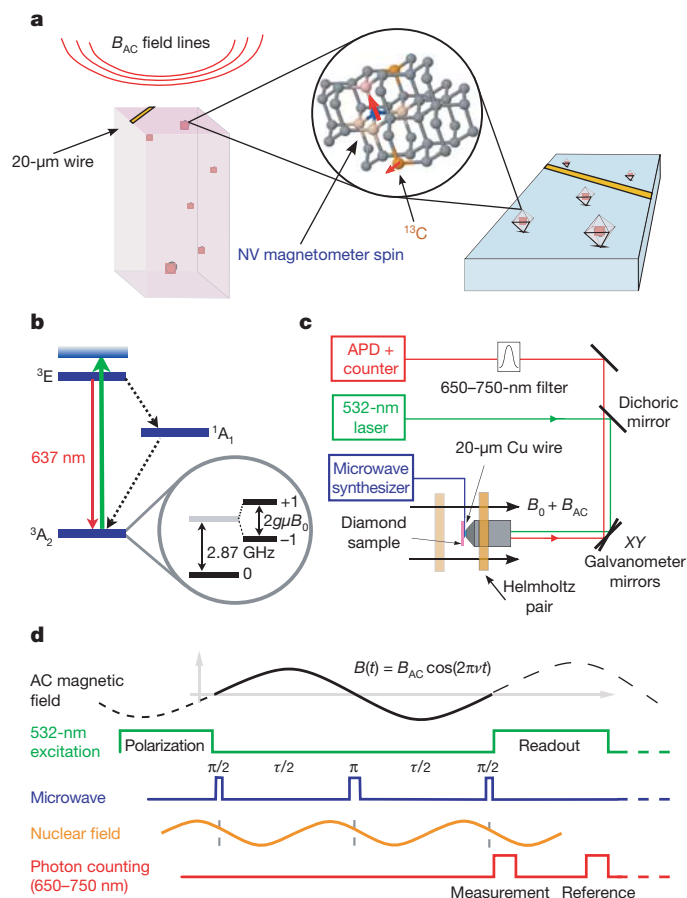 a
B_AC field lines
20-μm wire
NV magnetometer spin
13C
b
3E
1A1
637 nm
3A2
+1
2gμB0
–1
2.87 GHz
0
c
APD +
counter
650–750-nm filter
532-nm
laser
Dichoric
mirror
20-μm Cu wire
Microwave
synthesizer
B0 + BAC
Diamond
sample
XY
Galvanometer
mirrors
Helmholtz
pair
d
AC magnetic
field
B(t) = BAC cos(2πνt)
532-nm
excitation
Polarization
Readout
π/2 τ/2 π τ/2 π/2
Microwave
Nuclear field
Photon counting
(650–750 nm)
Measurement Reference